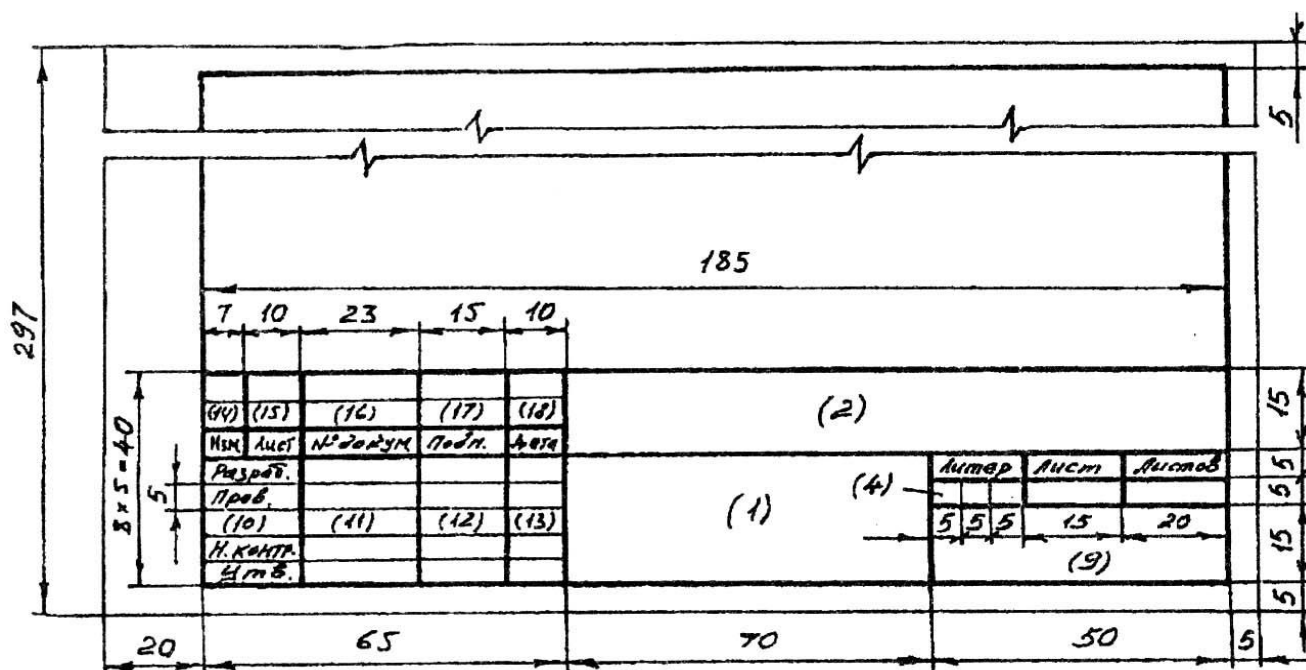 5
185
297
7 10 23 15 10
8 x 5 = 40
(14) (15) (16) (17) (18)
(2)
15
Изм Лист № докум Подп. Дата
Разраб.
Литер Лист Листов
5
5
Пров.
(4)
5
(10) (11) (12) (13)
(1)
5 5 5 15 20
15
Н. контр.
(9)
Утв.
5
20 65 70 50 5